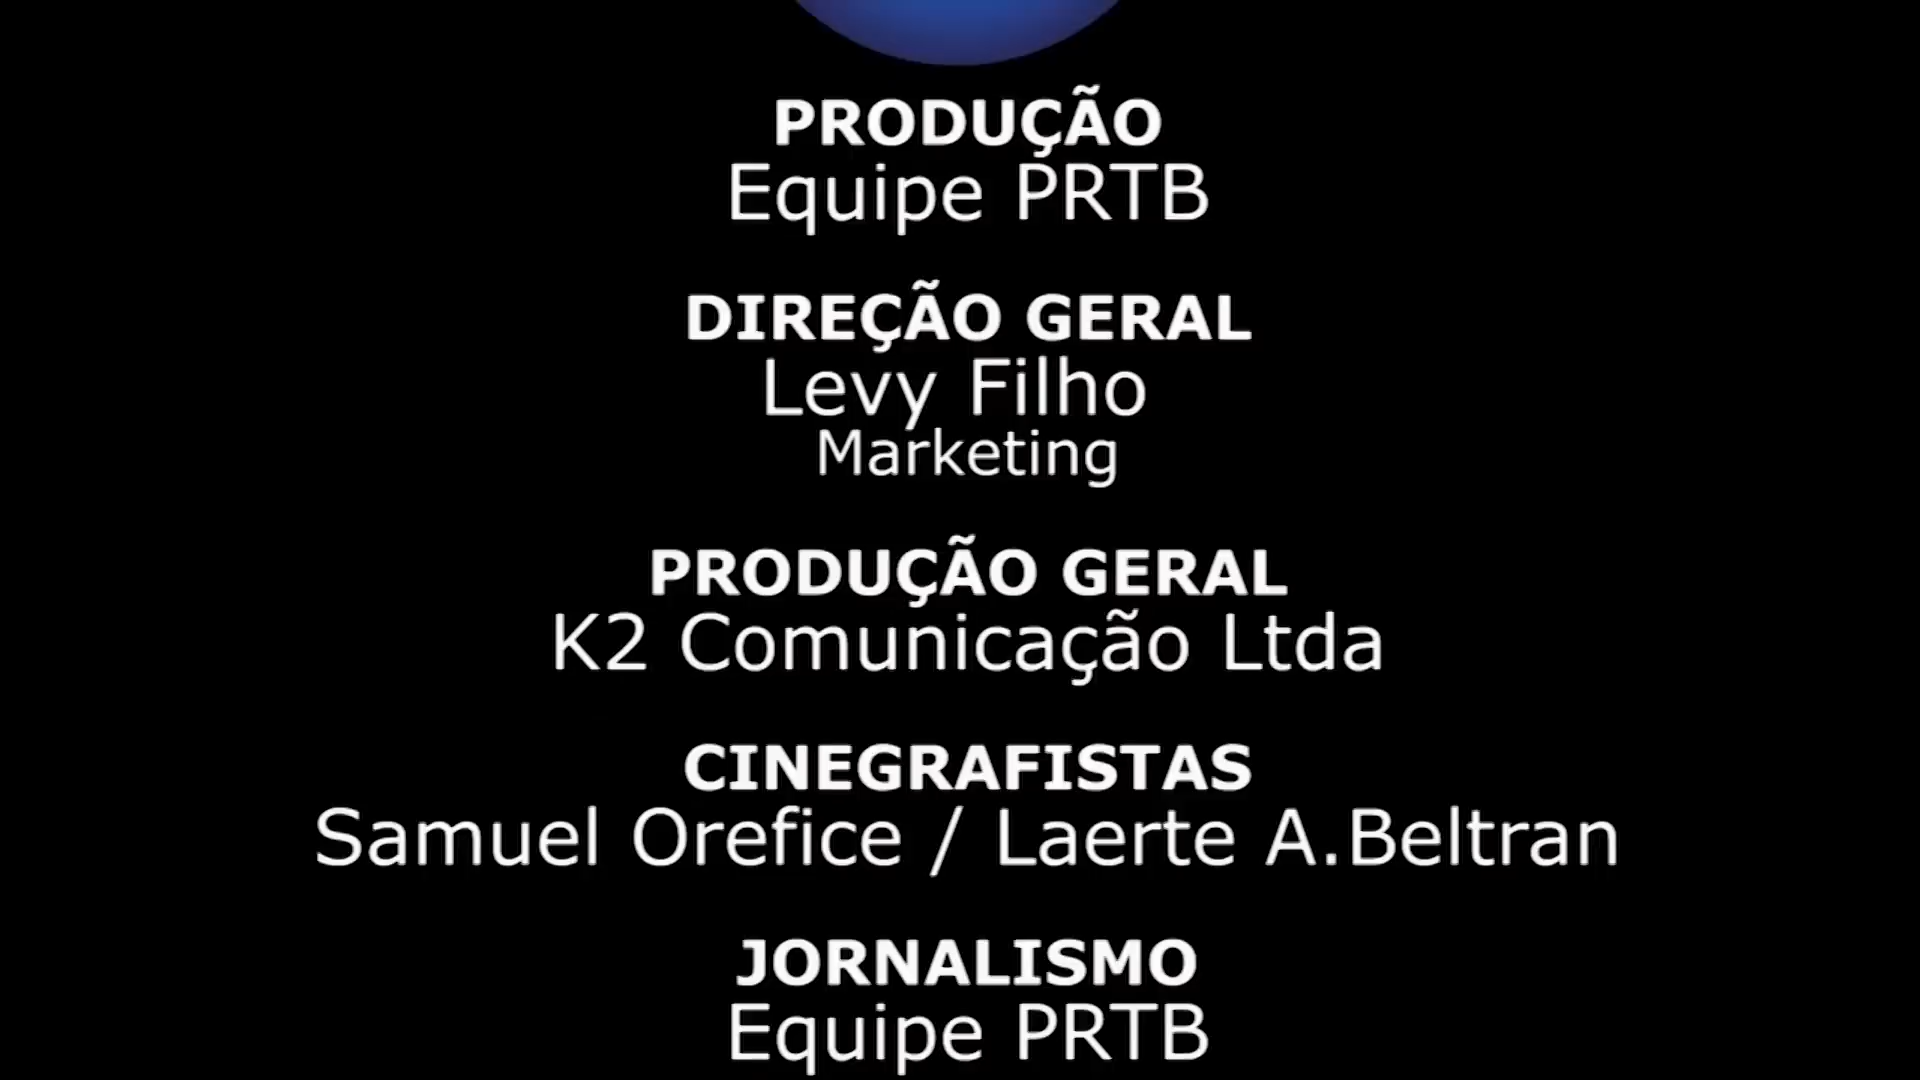 PRODUÇÃO
Equipe PRTB
DIREÇÃO GERAL
Levy Filho
Marketing
PRODUÇÃO GERAL
K2 Comunicação Ltda
CINEGRAFISTAS
Samuel Orefice / Laerte A.Beltran
JORNALISMO
Equipe PRTB